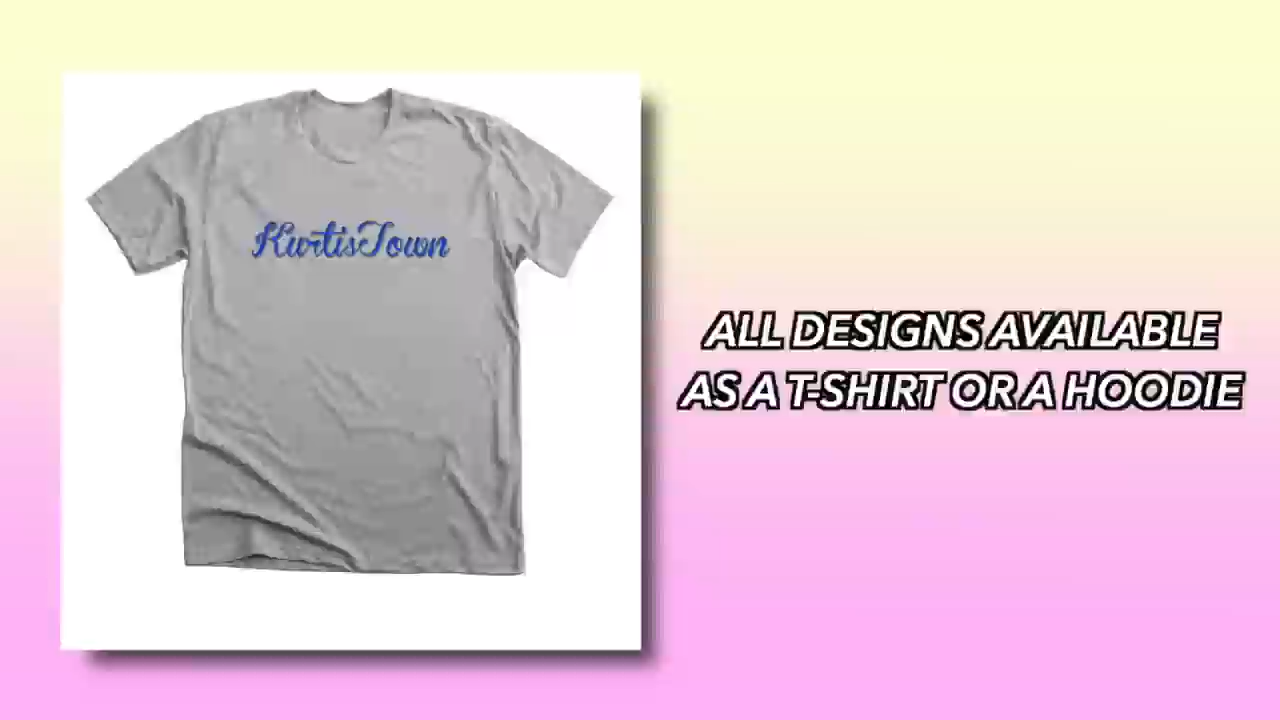 KurtisTown
ALL DESIGNS AVAILABLE
AS A T-SHIRT OR A HOODIE